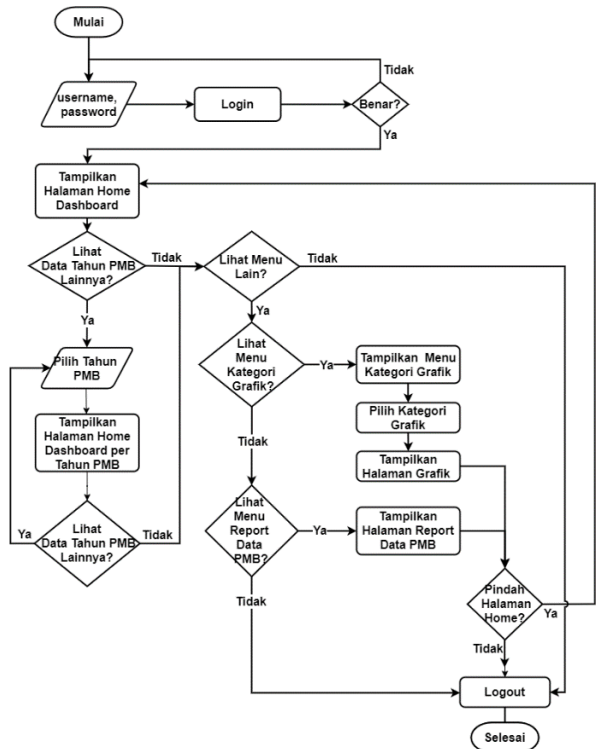 Mulai
Tidak
username,
password
Login
Benar?
Ya
Tampilkan
Halaman Home
Dashboard
Lihat
Data Tahun PMB
Lainnya?
Tidak
Lihat Menu
Lain?
Tidak
Ya
Ya
Pilih Tahun
PMB
Lihat
Menu
Kategori
Grafik?
Ya
Tampilkan Menu
Kategori Grafik
Pilih Kategori
Grafik
Tampilkan
Halaman Grafik
Tampilkan
Halaman Home
Dashboard per
Tahun PMB
Tidak
Lihat
Data Tahun PMB
Lainnya?
Ya
Tidak
Lihat
Menu
Report
Data
PMB?
Ya
Tampilkan
Halaman Report
Data PMB
Tidak
Pindah
Halaman
Home?
Ya
Tidak
Logout
Selesai